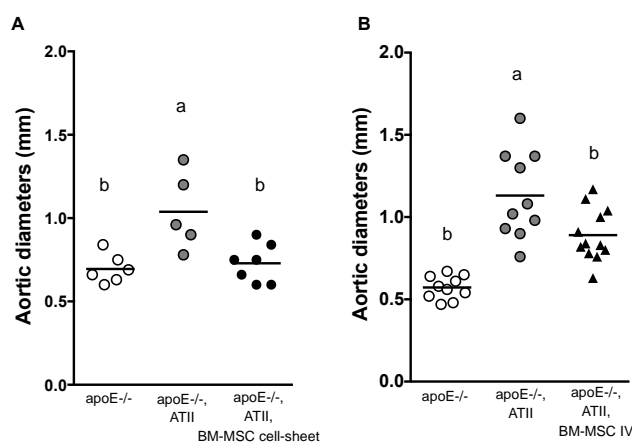 A
Aortic diameters (mm)
2.0
1.5
1.0
0.5
0.0
b
a
b
apoE-/-
apoE-/-,
ATII
apoE-/-,
ATII,
BM-MSC cell-sheet
B
Aortic diameters (mm)
2.0
1.5
1.0
0.5
0.0
b
a
b
apoE-/-
apoE-/-,
ATII
apoE-/-,
ATII,
BM-MSC IV